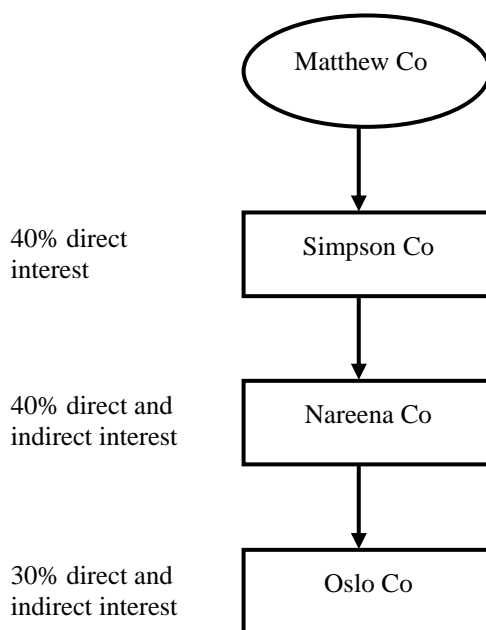 Matthew Co
40% direct
interest
Simpson Co
40% direct and
indirect interest
Nareena Co
30% direct and
indirect interest
Oslo Co